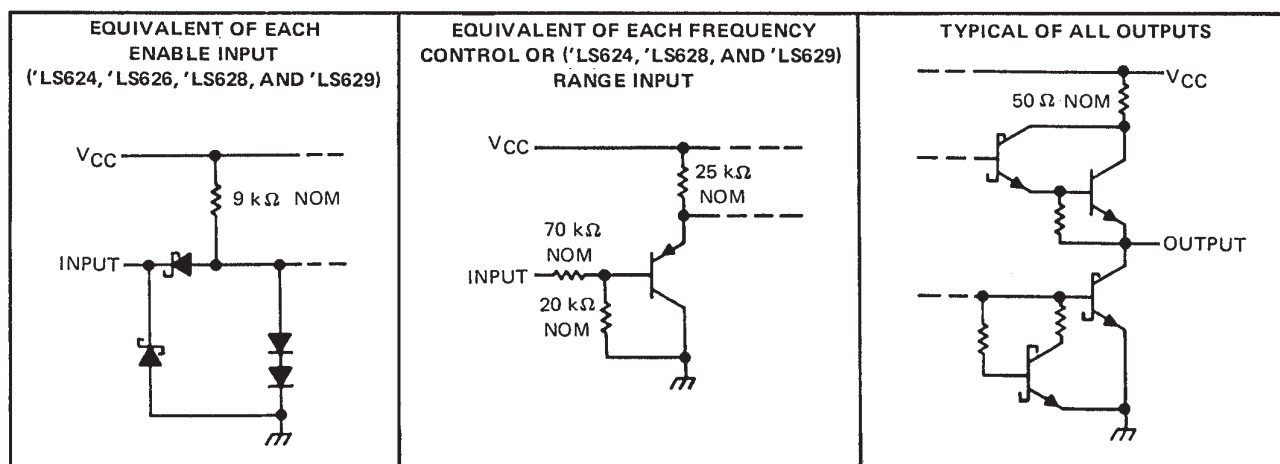 EQUIVALENT OF EACH
ENABLE INPUT
('LS624, 'LS626, 'LS628, AND 'LS629)
VCC
9 kΩ NOM
INPUT
EQUIVALENT OF EACH FREQUENCY
CONTROL OR ('LS624, 'LS628, AND 'LS629)
RANGE INPUT
VCC
25 kΩ
NOM
70 kΩ
NOM
INPUT
20 kΩ
NOM
TYPICAL OF ALL OUTPUTS
VCC
50 Ω NOM
OUTPUT